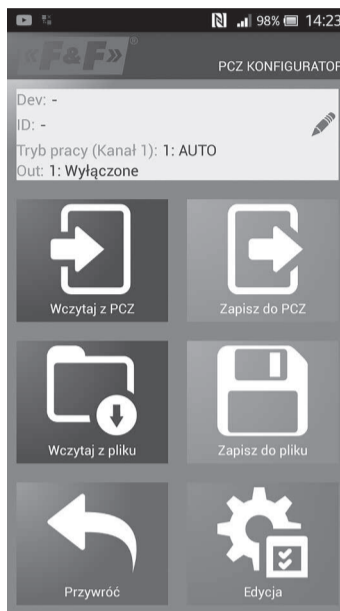 98% 14:23
«F&F»®
PCZ KONFIGURATOR
Dev: -
ID: -
Tryb pracy (Kanał 1): 1: AUTO
Out: 1: Wyłączone
Wczytaj z PCZ
Zapisz do PCZ
Wczytaj z pliku
Zapisz do pliku
Przywróć
Edycja